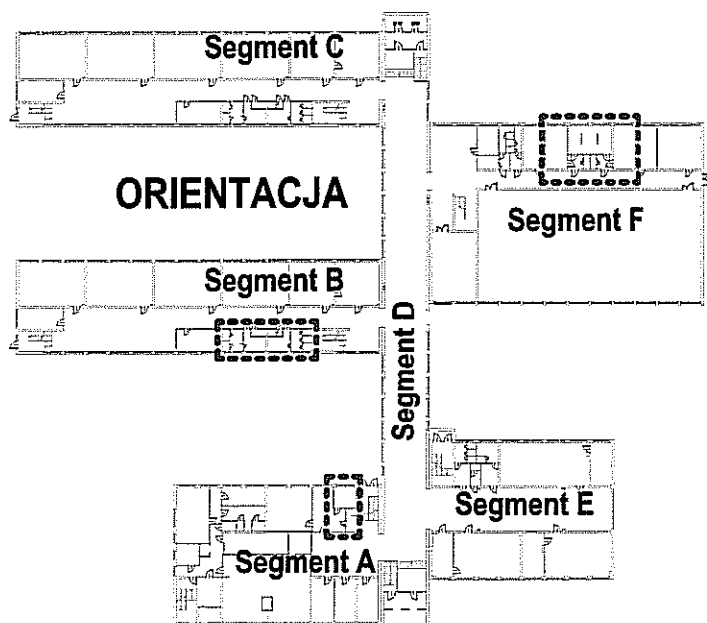 Segment C
ORIENTACJA
Segment F
Segment B
Segment D
Segment E
Segment A